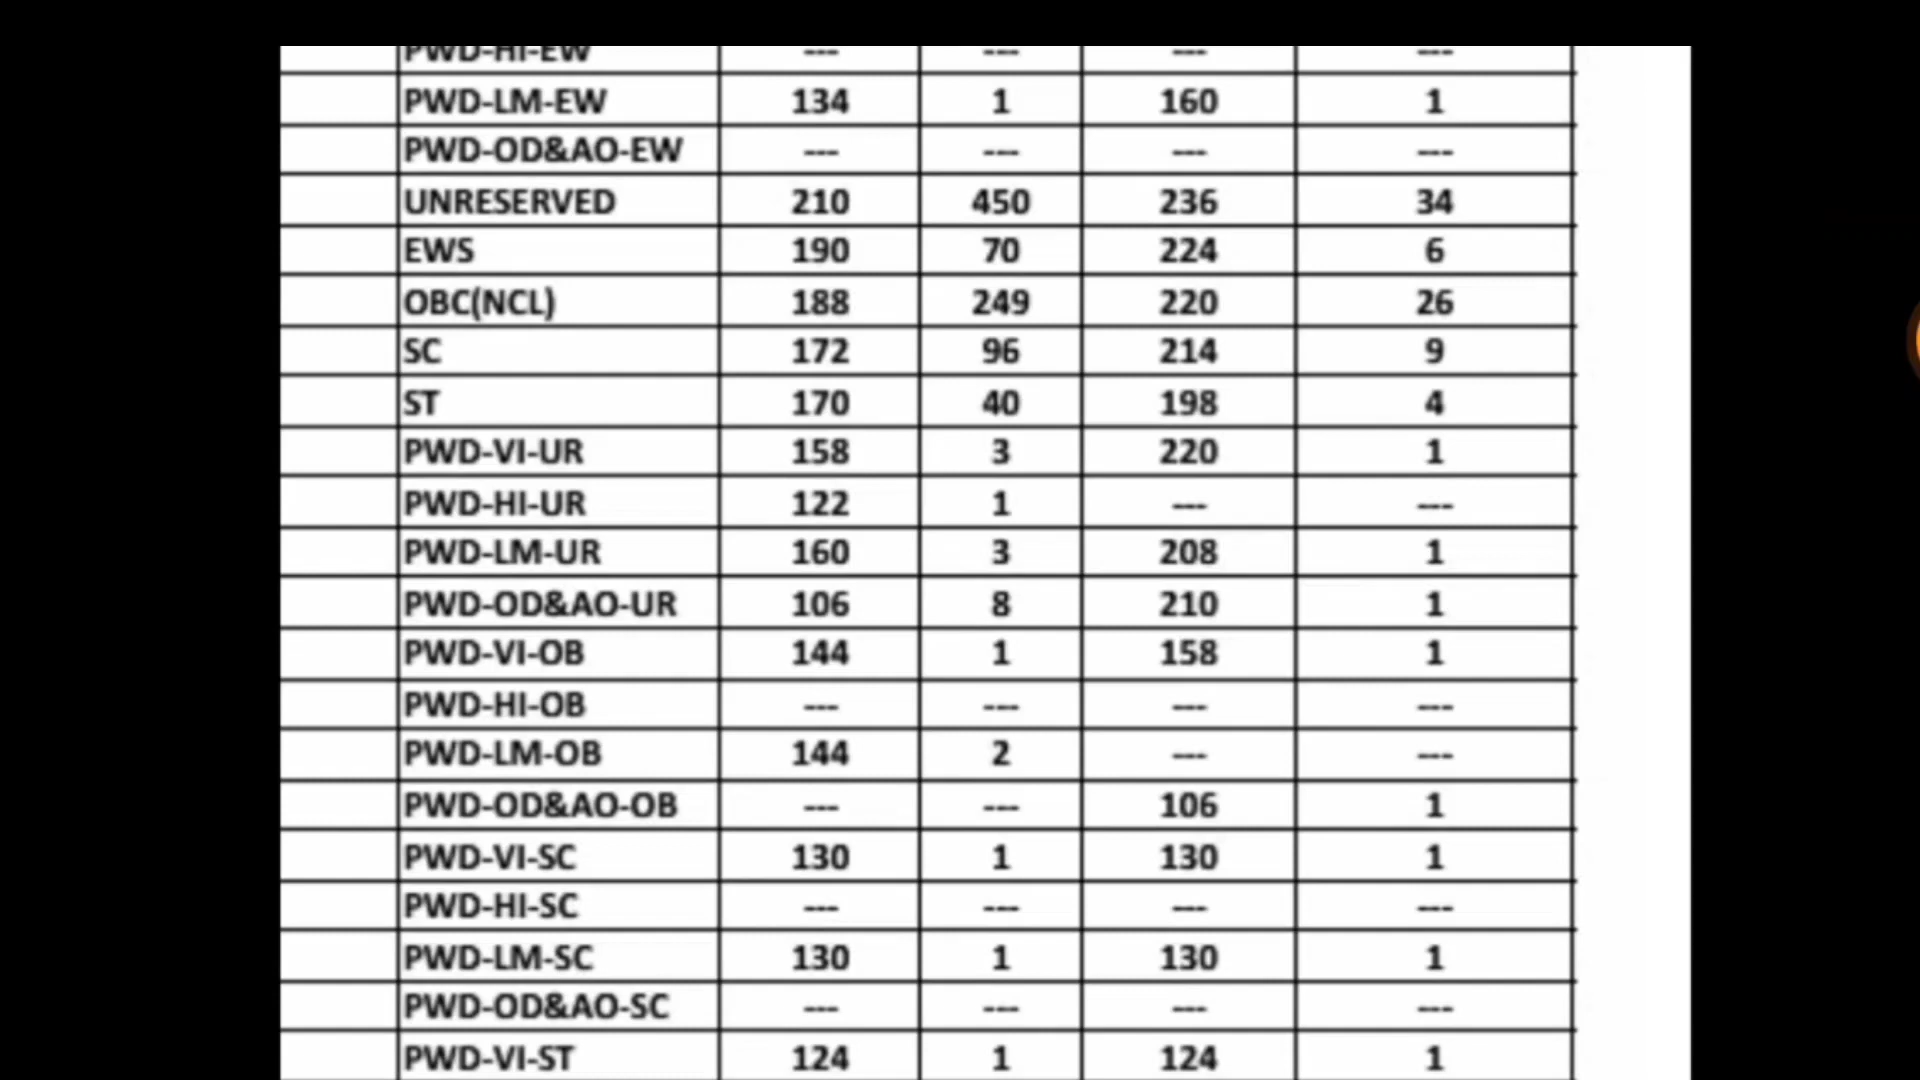 PWD-HI-EW --- --- --- ---
PWD-LM-EW 134 1 160 1
PWD-OD&AO-EW --- --- --- ---
UNRESERVED 210 450 236 34
EWS 190 70 224 6
OBC(NCL) 188 249 220 26
SC 172 96 214 9
ST 170 40 198 4
PWD-VI-UR 158 3 220 1
PWD-HI-UR 122 1 --- ---
PWD-LM-UR 160 3 208 1
PWD-OD&AO-UR 106 8 210 1
PWD-VI-OB 144 1 158 1
PWD-HI-OB --- --- --- ---
PWD-LM-OB 144 2 --- ---
PWD-OD&AO-OB --- --- 106 1
PWD-VI-SC 130 1 130 1
PWD-HI-SC --- --- --- ---
PWD-LM-SC 130 1 130 1
PWD-OD&AO-SC --- --- --- ---
PWD-VI-ST 124 1 124 1